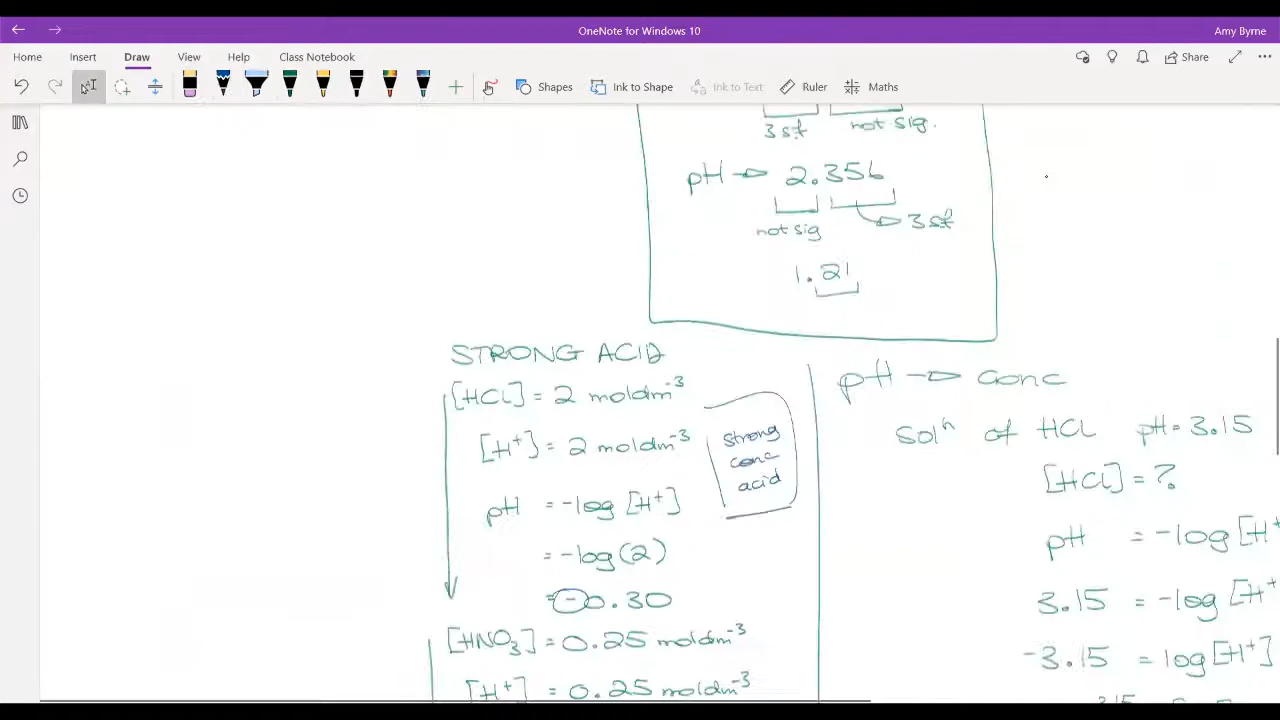 OneNote for Windows 10
Amy Byrne
Home Insert Draw View Help Class Notebook
Share
Shapes Ink to Shape Ink to Text Ruler Maths
3 sf not sig.
pH → 2.356
not sig → 3 sf
1.21
STRONG ACID
[HCl] = 2 moldm⁻³
[H⁺] = 2 moldm⁻³
pH = -log [H⁺]
= -log(2)
= -0.30
[HNO₃] = 0.25 moldm⁻³
[H⁺] = 0.25 moldm⁻³
strong
conc
acid
pH → conc
Solⁿ of HCL pH = 3.15
[HCl] = ?
pH = -log [H⁺
3.15 = -log [H⁺
-3.15 = log [H⁺]